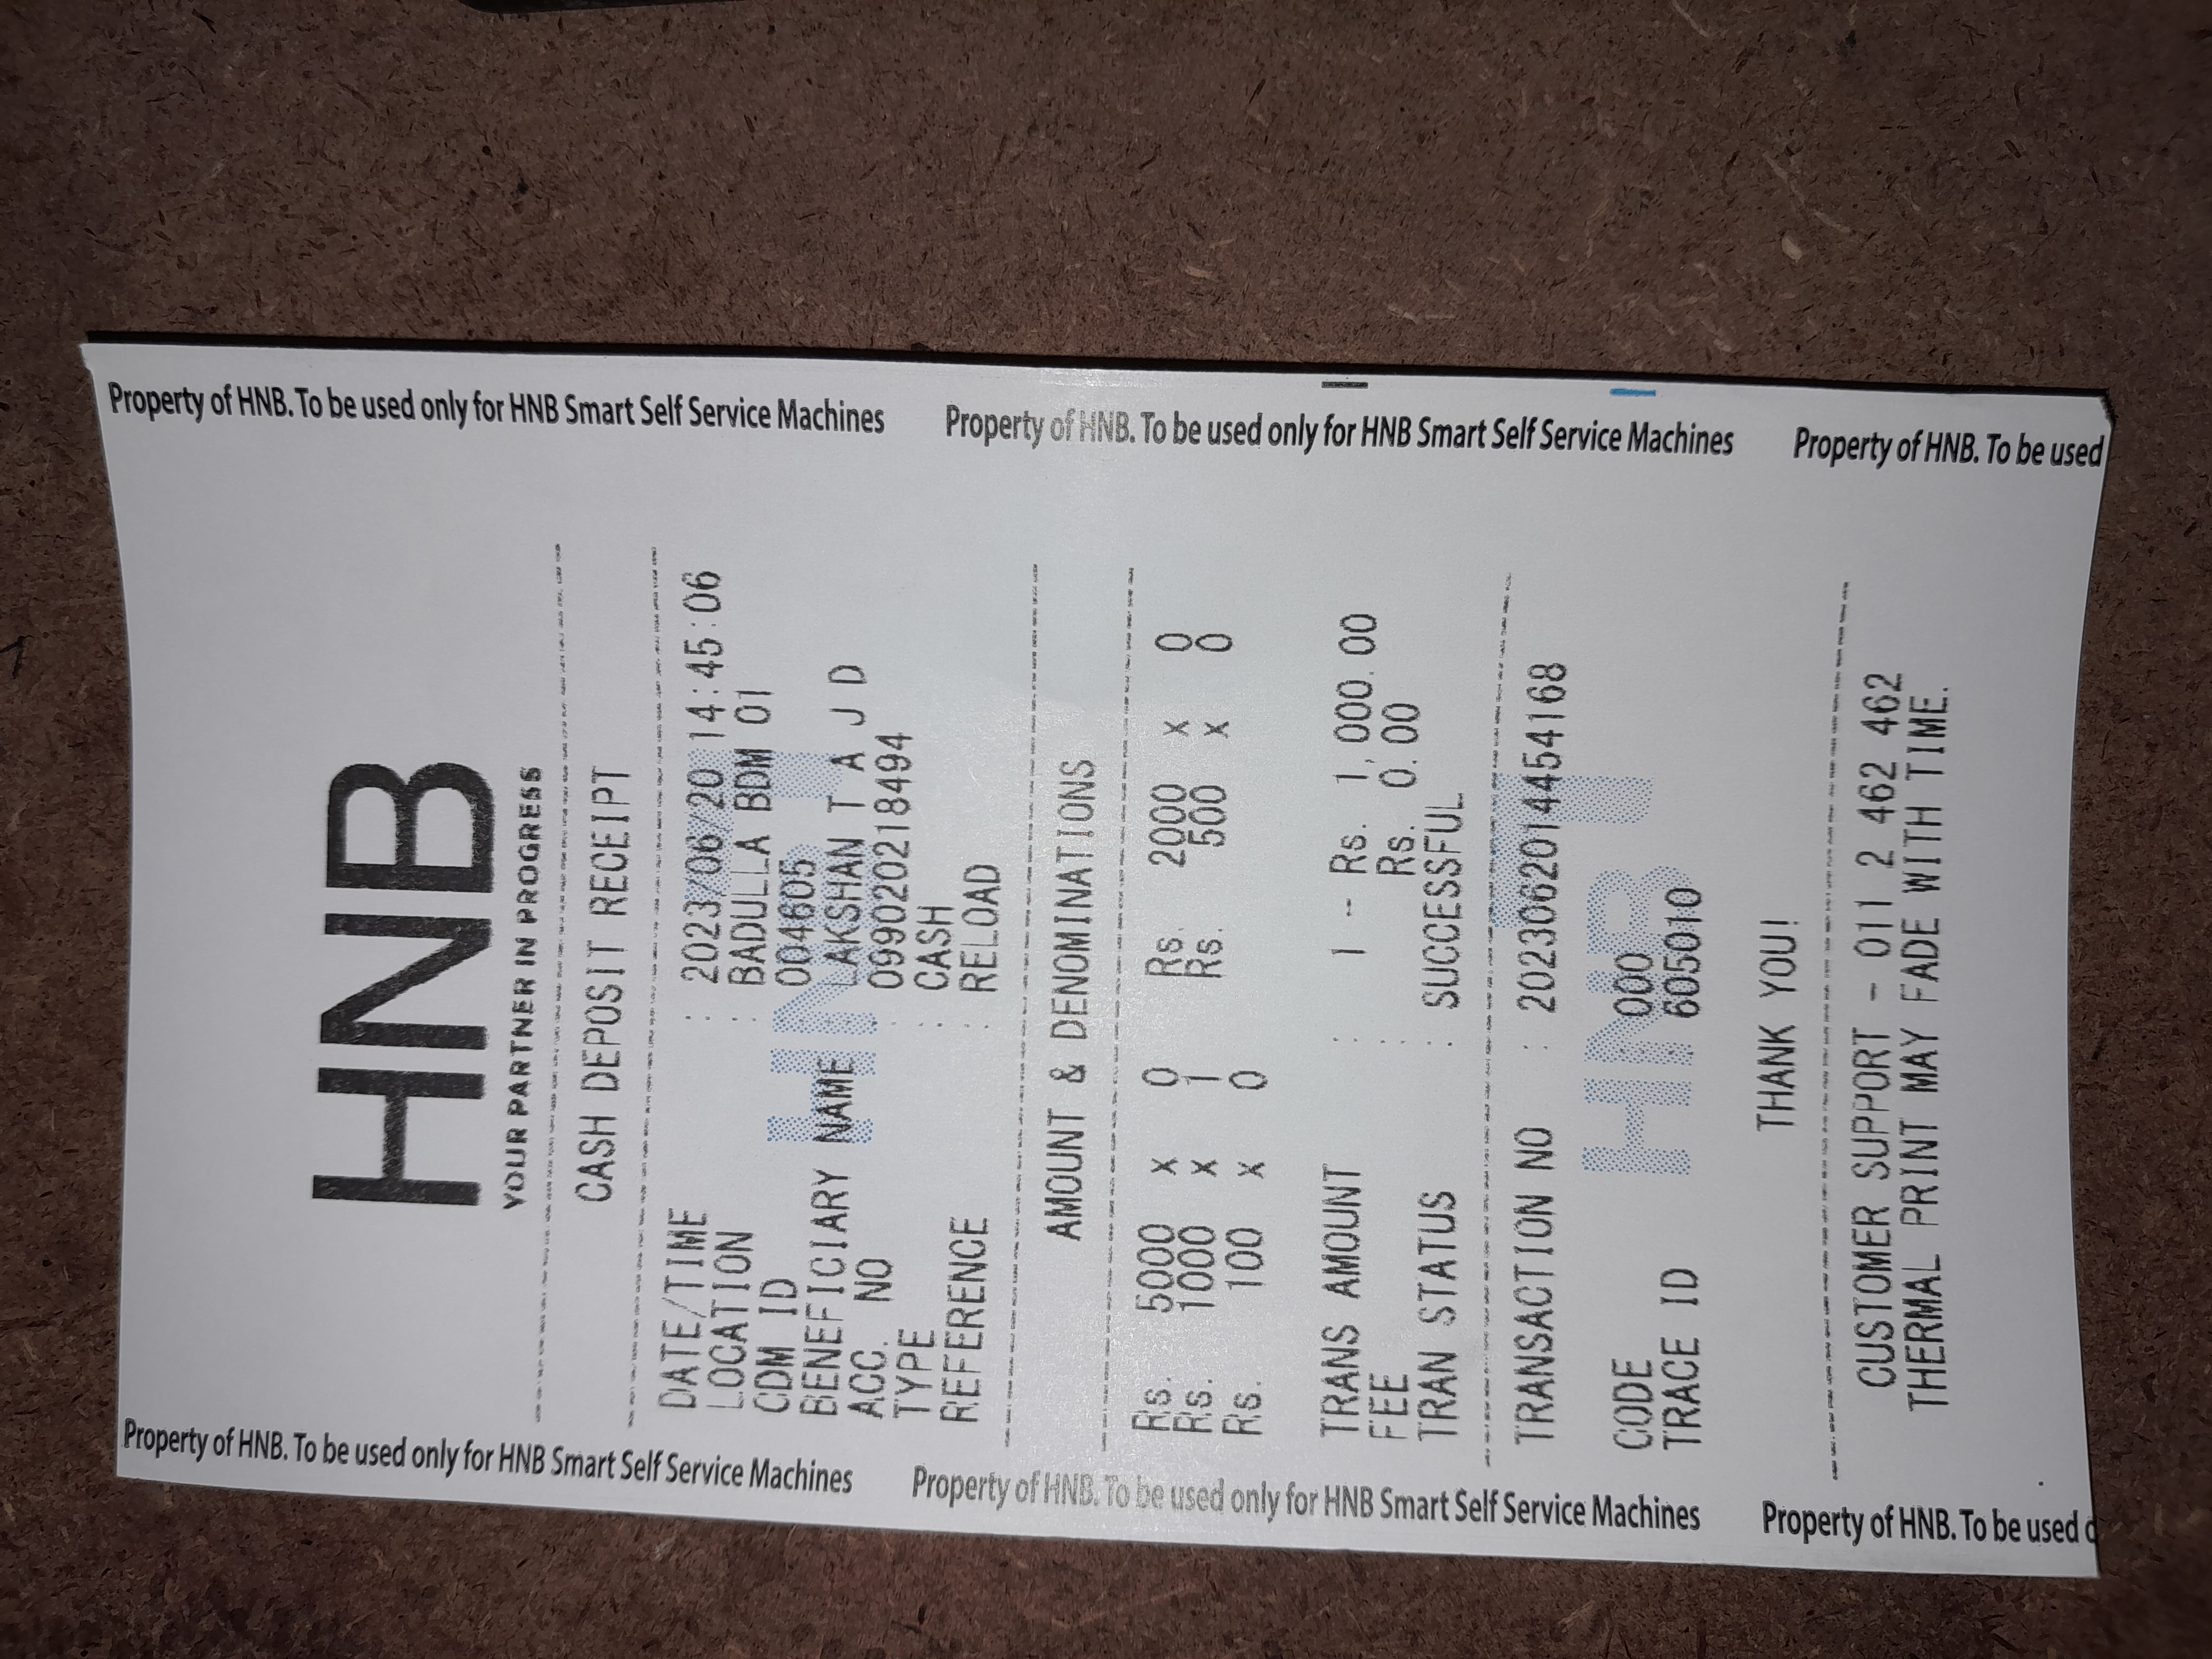 Property of HNB. To be used only for HNB Smart Self Service Machines
Property of HNB. To be used only for HNB Smart Self Service Machines
Property of HNB. To be used
HNB
YOUR PARTNER IN PROGRESS
CASH DEPOSIT RECEIPT
DATE/TIME : 2023/06/20 14:45:06
LOCATION : BADULLA BDM 01
CDM ID : 004605
BENEFICIARY NAME : LAKSHAN T A J D
ACC. NO : 099020218494
TYPE : CASH
REFERENCE : RELOAD
HNB
AMOUNT & DENOMINATIONS
Rs. 5000 x 0 Rs. 2000 x 0
Rs. 1000 x 1 Rs. 500 x 0
Rs. 100 x 0
TRANS AMOUNT : 1 - Rs. 1,000.00
FEE : Rs. 0.00
TRAN STATUS : SUCCESSFUL
TRANSACTION NO : 2023062014454168
CODE 000
TRACE ID 605010
HNB
THANK YOU!
CUSTOMER SUPPORT - 011 2 462 462
THERMAL PRINT MAY FADE WITH TIME.
Property of HNB. To be used only for HNB Smart Self Service Machines
Property of HNB. To be used only for HNB Smart Self Service Machines
Property of HNB. To be used